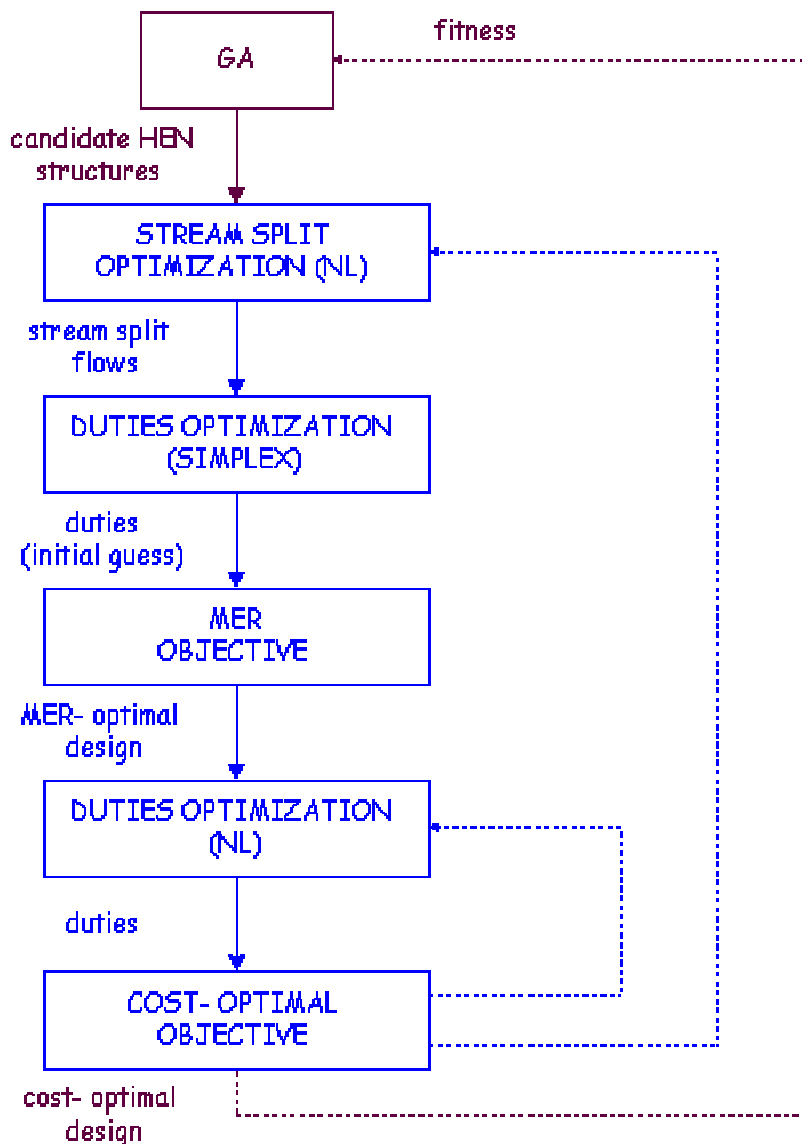 fitness
GA
candidate HEN
structures
STREAM SPLIT
OPTIMIZATION (NL)
stream split
flows
DUTIES OPTIMIZATION
(SIMPLEX)
duties
(initial guess)
MER
OBJECTIVE
MER- optimal
design
DUTIES OPTIMIZATION
(NL)
duties
COST- OPTIMAL
OBJECTIVE
cost- optimal
design